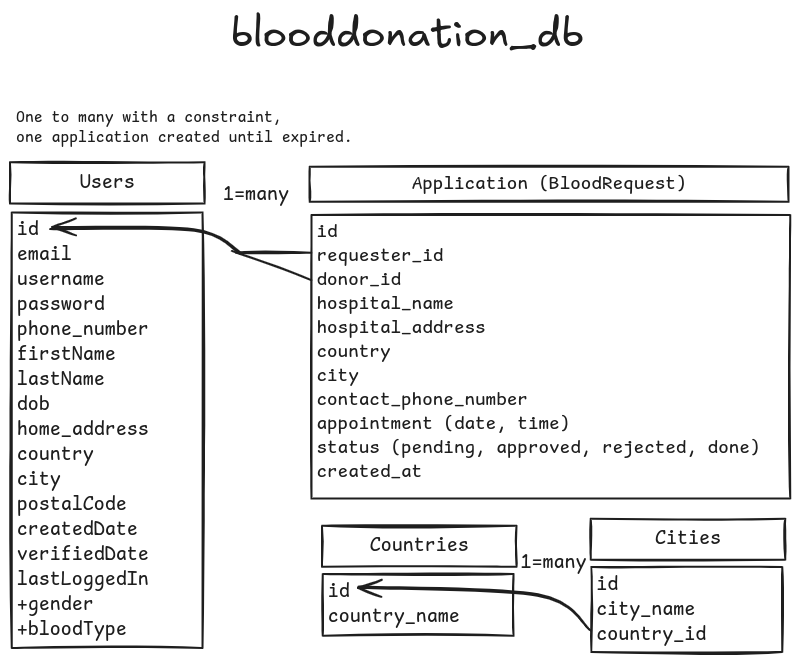 blooddonation_db
One to many with a constraint,
one application created until expired.
Users
1=many
Application (BloodRequest)
id
email
username
password
phone_number
firstName
lastName
dob
home_address
country
city
postalCode
createdDate
verifiedDate
lastLoggedIn
+gender
+bloodType
id
requester_id
donor_id
hospital_name
hospital_address
country
city
contact_phone_number
appointment (date, time)
status (pending, approved, rejected, done)
created_at
Countries
1=many
Cities
id
country_name
id
city_name
country_id